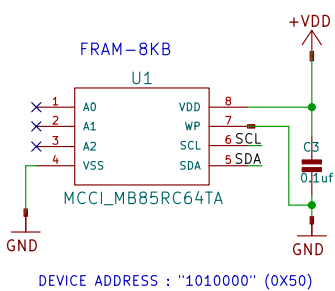 +VDD
FRAM-8KB
U1
1 A0 VDD 8
2 A1 WP 7
3 A2 SCL 6 SCL
4 VSS SDA 5 SDA
C3
0.1uf
MCCI_MB85RC64TA
GND
GND
DEVICE ADDRESS : "1010000" (0X50)